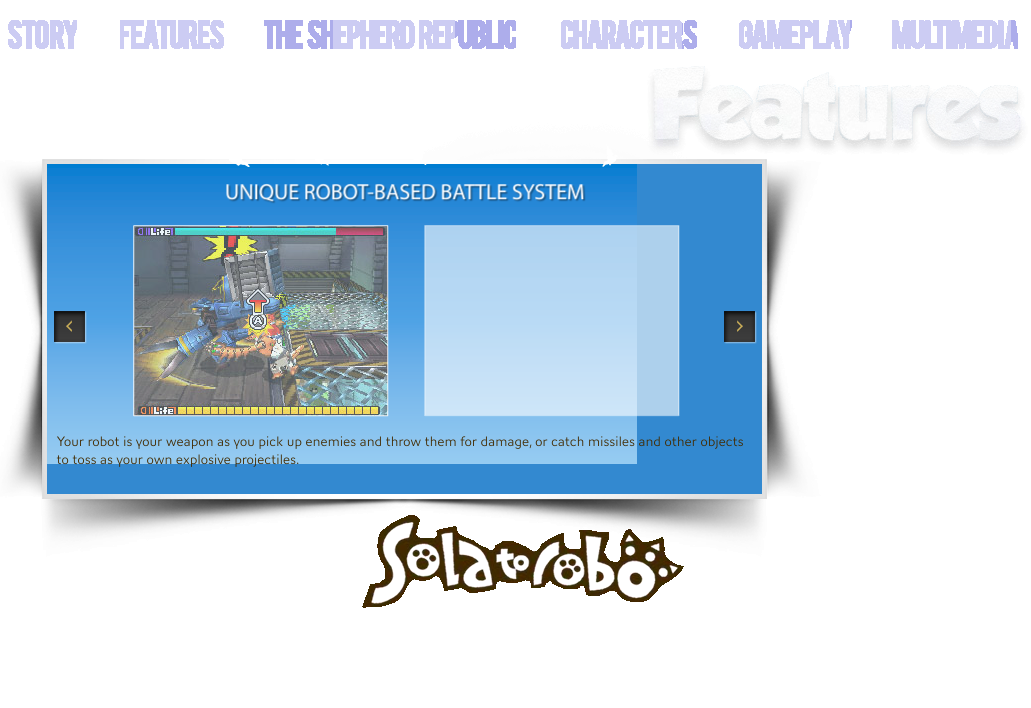 STORY FEATURES THE SHEPHERD REPUBLIC CHARACTERS GAMEPLAY MULTIMEDIA
Features
UNIQUE ROBOT-BASED BATTLE SYSTEM
Life
A
Life
Your robot is your weapon as you pick up enemies and throw them for damage, or catch missiles and other objects
to toss as your own explosive projectiles.
Solatorobo